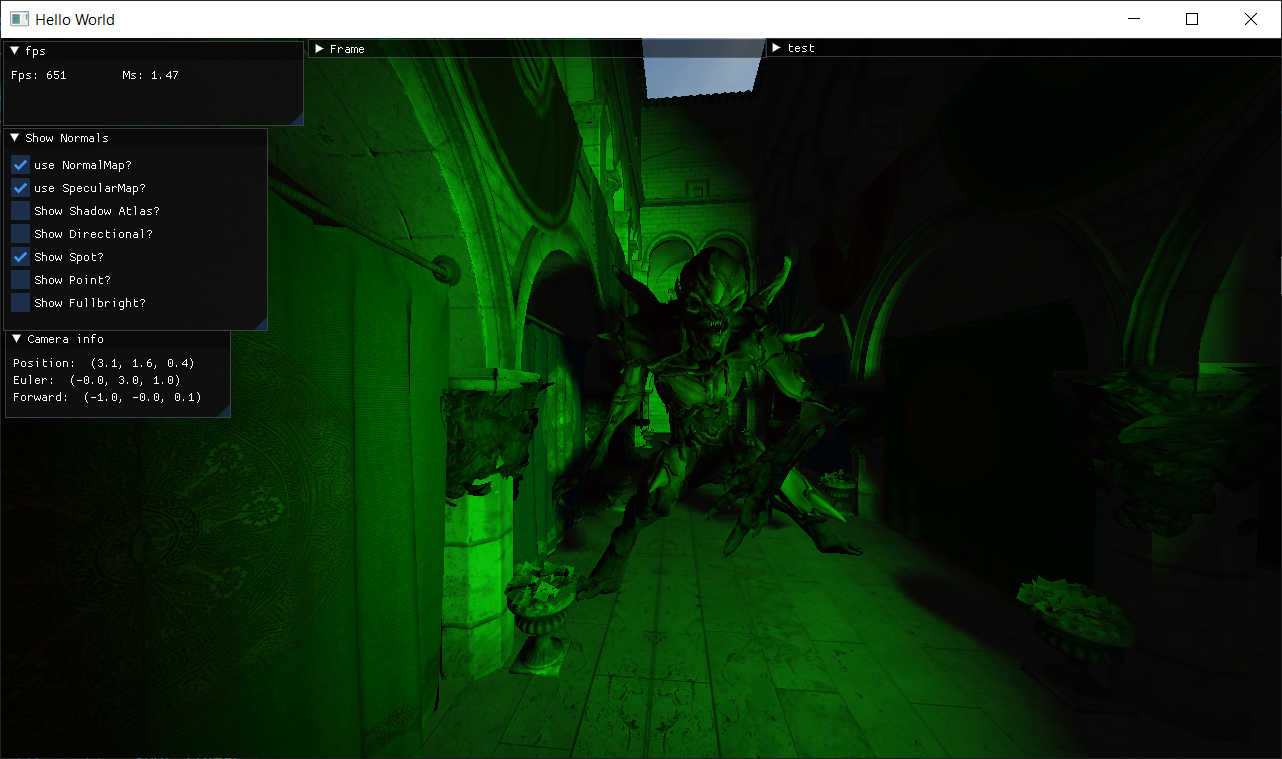 Hello World
fps
Fps: 651 Ms: 1.47
Frame
test
Show Normals
use NormalMap?
use SpecularMap?
Show Shadow Atlas?
Show Directional?
Show Spot?
Show Point?
Show Fullbright?
Camera info
Position: (3.1, 1.6, 0.4)
Euler: (-0.0, 3.0, 1.0)
Forward: (-1.0, -0.0, 0.1)